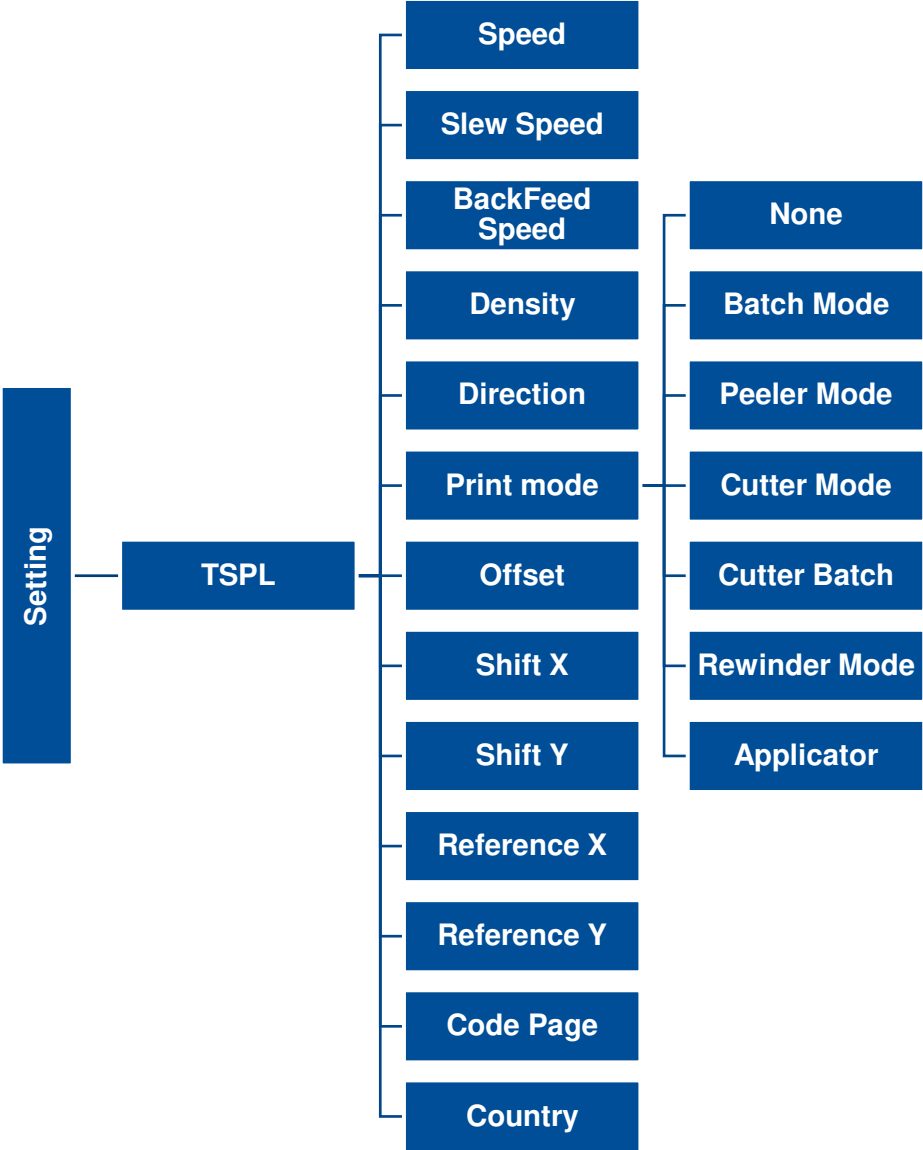 Setting
TSPL
Speed
Slew Speed
BackFeed
Speed
Density
Direction
Print mode
Offset
Shift X
Shift Y
Reference X
Reference Y
Code Page
Country
None
Batch Mode
Peeler Mode
Cutter Mode
Cutter Batch
Rewinder Mode
Applicator